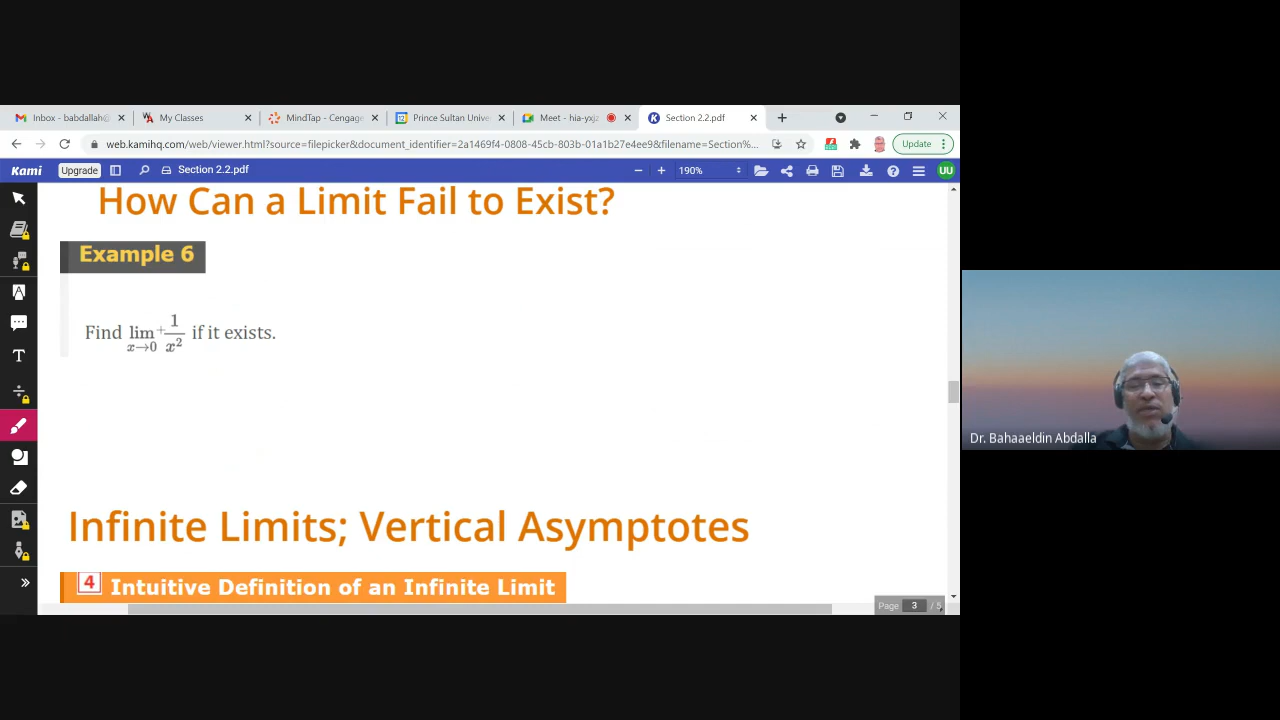 Inbox - babdallah@
My Classes
MindTap - Cengage
Prince Sultan Unive
Meet - hia-yxjz
Section 2.2.pdf
web.kamihq.com/web/viewer.html?source=filepicker&document_identifier=2a1469f4-0808-45cb-803b-01a1b27e4ee9&filename=Section%...
Update
Kami
Upgrade
Section 2.2.pdf
190%
UU
How Can a Limit Fail to Exist?
Example 6
Find lim x→0 1/x² if it exists.
Dr. Bahaaeldin Abdalla
Infinite Limits; Vertical Asymptotes
4 Intuitive Definition of an Infinite Limit
Page 3 / 5